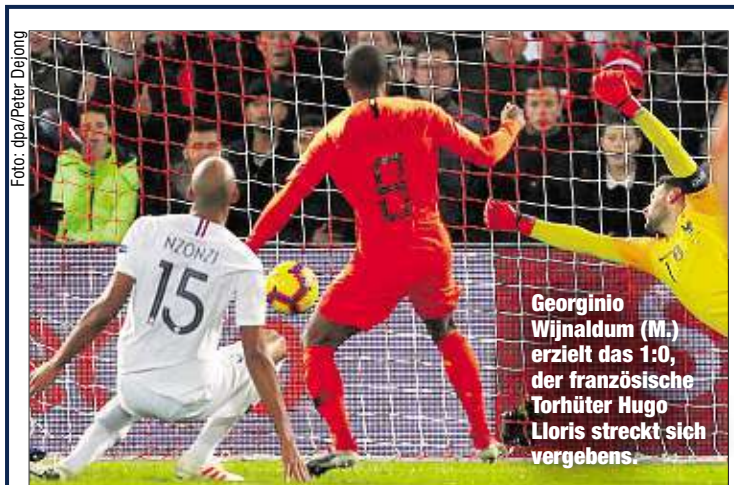 Foto: dpa/Peter Dejong
NZONZI
15
8
Georginio
Wijnaldum (M.)
erzielt das 1:0,
der französische
Torhüter Hugo
Lloris streckt sich
vergebens.